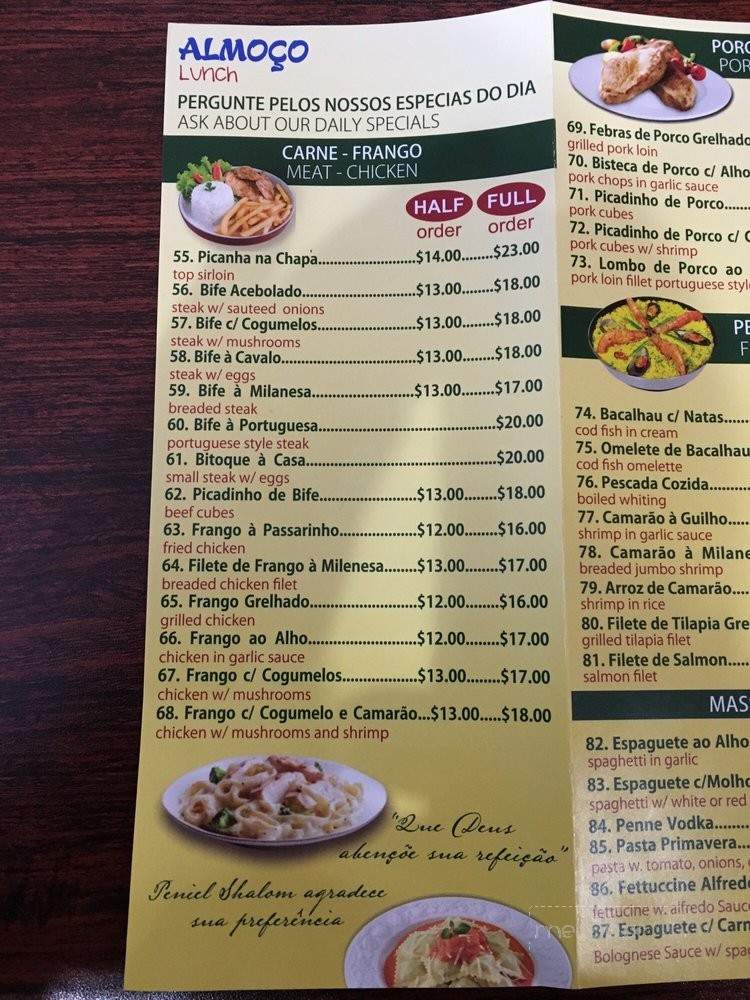 ALMOÇO
Lunch
PERGUNTE PELOS NOSSOS ESPECIAS DO DIA
ASK ABOUT OUR DAILY SPECIALS
CARNE - FRANGO
MEAT - CHICKEN
HALF FULL
order order
55. Picanha na Chapa.....................$14.00........$23.00
top sirloin
56. Bife Acebolado.........................$13.00........$18.00
steak w/ sauteed onions
57. Bife c/ Cogumelos......................$13.00........$18.00
steak w/ mushrooms
58. Bife à Cavalo...........................$13.00........$18.00
steak w/ eggs
59. Bife à Milanesa.......................$13.00........$17.00
breaded steak
60. Bife à Portuguesa..........................................$20.00
portuguese style steak
61. Bitoque à Casa.............................................$20.00
small steak w/ eggs
62. Picadinho de Bife.....................$13.00........$18.00
beef cubes
63. Frango à Passarinho.................$12.00........$16.00
fried chicken
64. Filete de Frango à Milenesa.......$13.00........$17.00
breaded chicken filet
65. Frango Grelhado.......................$12.00........$16.00
grilled chicken
66. Frango ao Alho........................$12.00........$17.00
chicken in garlic sauce
67. Frango c/ Cogumelos................$13.00........$17.00
chicken w/ mushrooms
68. Frango c/ Cogumelo e Camarão...$13.00.....$18.00
chicken w/ mushrooms and shrimp
"Que Deus
abençõe sua refeição"
Peniel Shalom agradece
sua preferência
PORC
POR
69. Febras de Porco Grelhado
grilled pork loin
70. Bisteca de Porco c/ Alho
pork chops in garlic sauce
71. Picadinho de Porco.....
pork cubes
72. Picadinho de Porco c/ C
pork cubes w/ shrimp
73. Lombo de Porco ao
pork loin fillet portuguese style
PE
F
74. Bacalhau c/ Natas.....
cod fish in cream
75. Omelete de Bacalhau
cod fish omelette
76. Pescada Cozida........
boiled whiting
77. Camarão à Guilho.....
shrimp in garlic sauce
78. Camarão à Milane
breaded jumbo shrimp
79. Arroz de Camarão....
shrimp in rice
80. Filete de Tilapia Gre
grilled tilapia filet
81. Filete de Salmon.....
salmon filet
MAS
82. Espaguete ao Alho
spaghetti in garlic
83. Espaguete c/Molho
spaghetti w/ white or red
84. Penne Vodka.......
85. Pasta Primavera...
pasta w. tomato, onions,
86. Fettuccine Alfredo
fettucine w. alfredo Sauce
87. Espaguete c/ Carn
Bolognese Sauce w/ spag